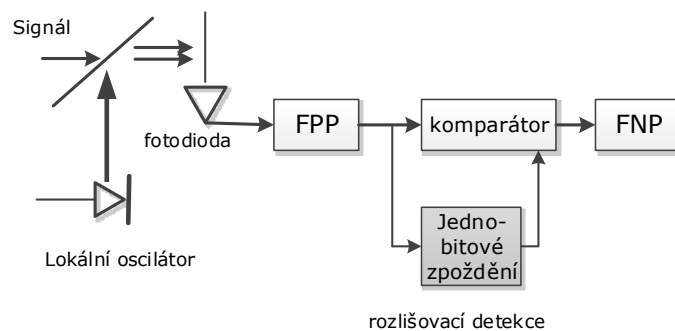 Signál
fotodioda
FPP
komparátor
FNP
Jedno-
bitové
zpoždění
Lokální oscilátor
rozlišovací detekce